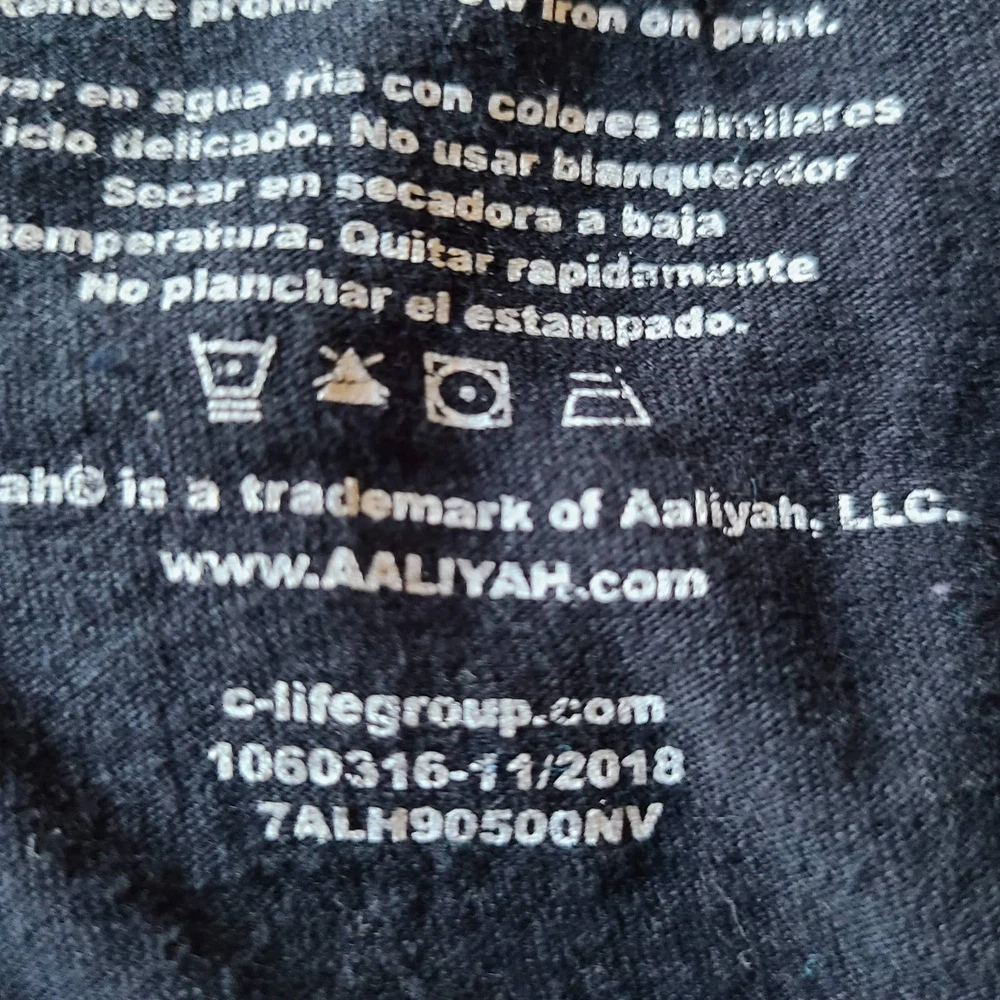 iron on print.
en agua fria con colores similares
delicado. No usar blanqueador
Secar en secadora a baja
temperatura. Quitar rapidamente
No planchar el estampado.
ah® is a trademark of Aaliyah, LLC.
www.AALIYAH.com
c-lifegroup.com
1060316-11/2018
7ALH90500NV